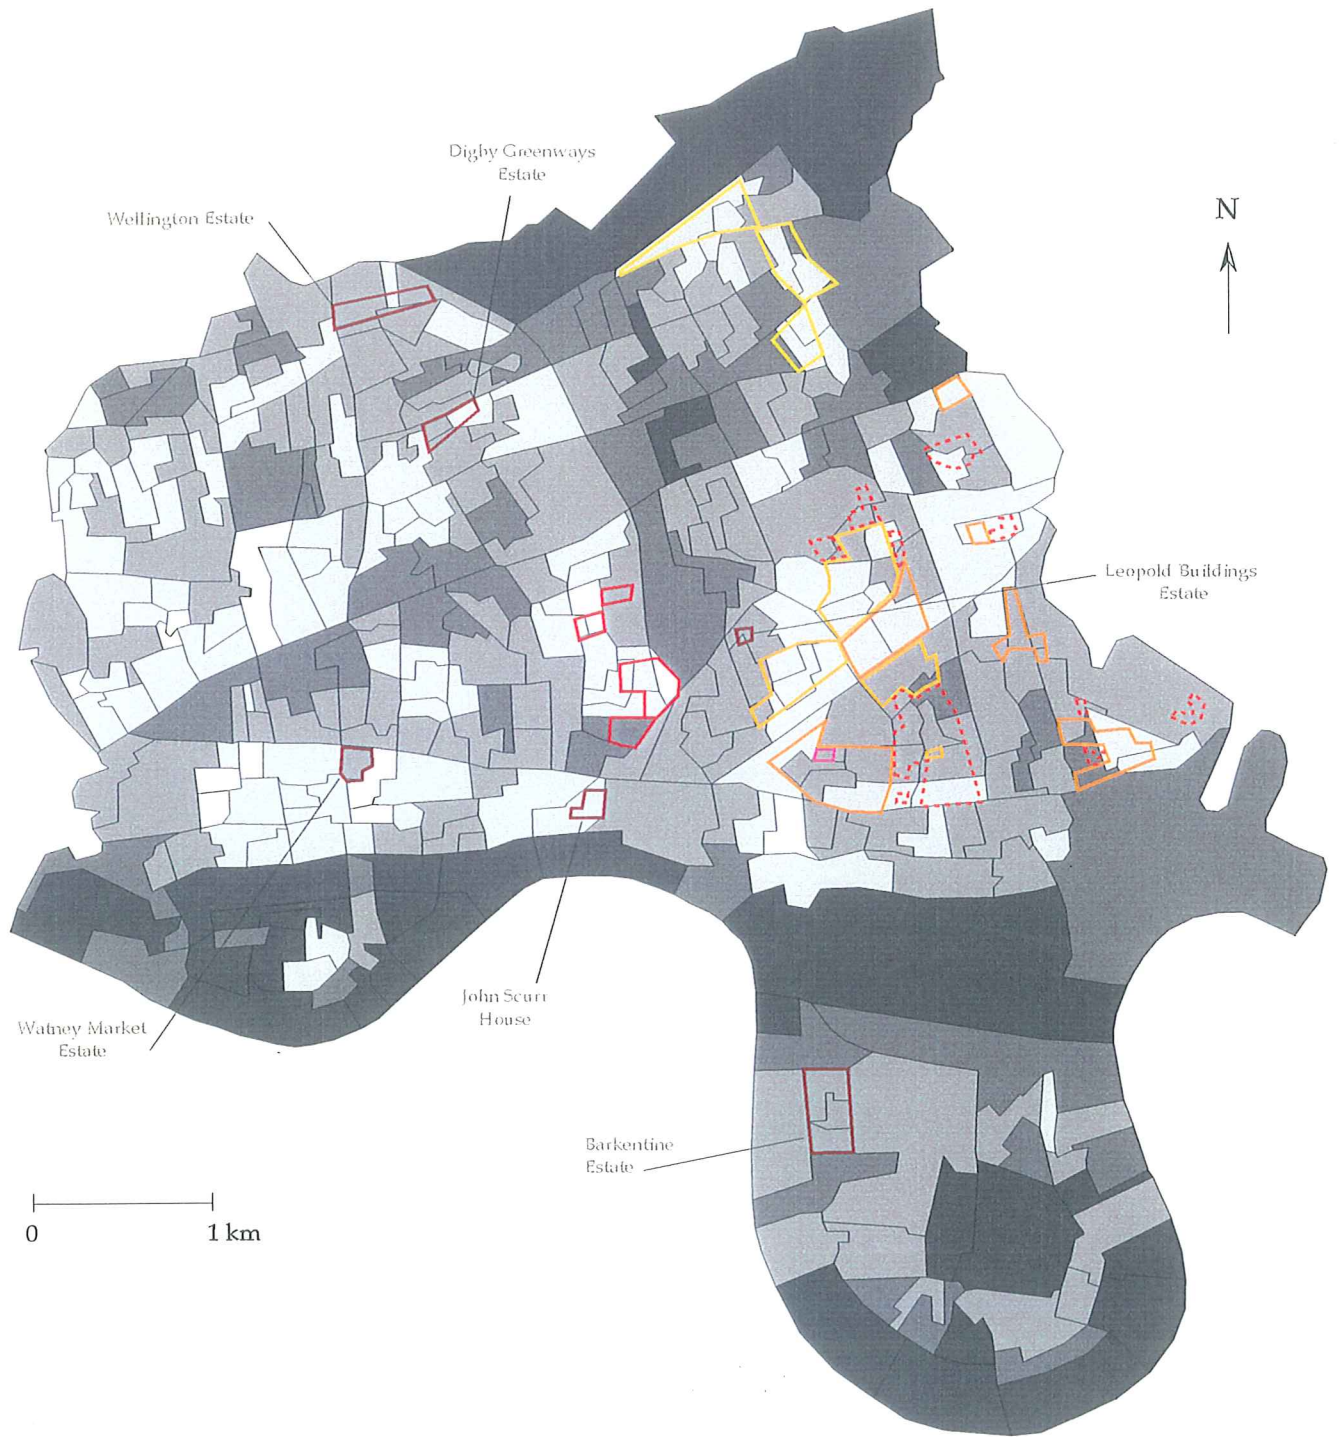 Digby Greenways
Estate
Wellington Estate
N
Leopold Buildings
Estate
John Scurr
House
Watney Market
Estate
Barkentine
Estate
0 1 km